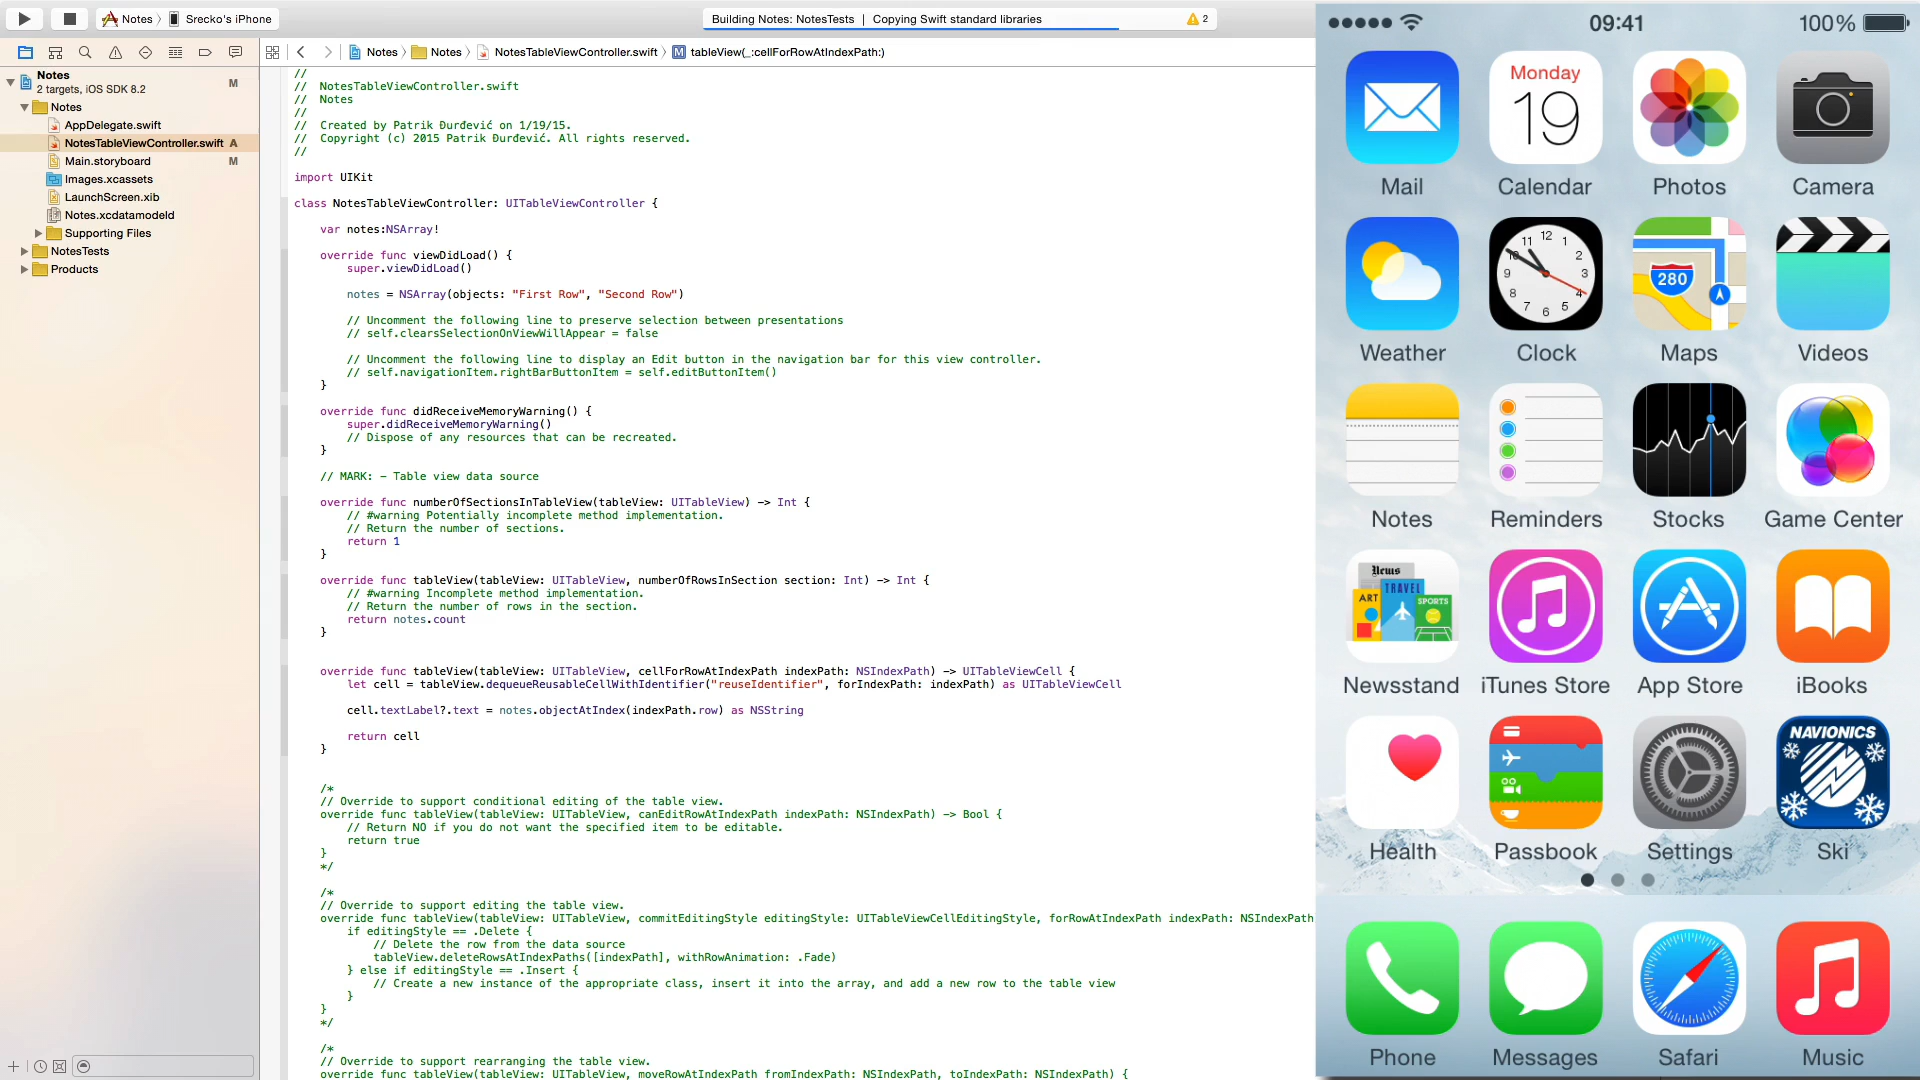 Notes
Srecko's iPhone
Building Notes: NotesTests | Copying Swift standard libraries
2
Notes
Notes
NotesTableViewController.swift
M
tableView(_:cellForRowAtIndexPath:)
Notes
2 targets, iOS SDK 8.2
M
Notes
AppDelegate.swift
NotesTableViewController.swift
A
Main.storyboard
M
Images.xcassets
LaunchScreen.xib
Notes.xcdatamodeld
Supporting Files
NotesTests
Products
//
// NotesTableViewController.swift
// Notes
//
// Created by Patrik Đurđević on 1/19/15.
// Copyright (c) 2015 Patrik Đurđević. All rights reserved.
//
import UIKit
class NotesTableViewController: UITableViewController {
var notes:NSArray!
override func viewDidLoad() {
super.viewDidLoad()
notes = NSArray(objects: "First Row", "Second Row")
// Uncomment the following line to preserve selection between presentations
// self.clearsSelectionOnViewWillAppear = false
// Uncomment the following line to display an Edit button in the navigation bar for this view controller.
// self.navigationItem.rightBarButtonItem = self.editButtonItem()
}
override func didReceiveMemoryWarning() {
super.didReceiveMemoryWarning()
// Dispose of any resources that can be recreated.
}
// MARK: - Table view data source
override func numberOfSectionsInTableView(tableView: UITableView) -> Int {
// #warning Potentially incomplete method implementation.
// Return the number of sections.
return 1
}
override func tableView(tableView: UITableView, numberOfRowsInSection section: Int) -> Int {
// #warning Incomplete method implementation.
// Return the number of rows in the section.
return notes.count
}
override func tableView(tableView: UITableView, cellForRowAtIndexPath indexPath: NSIndexPath) -> UITableViewCell {
let cell = tableView.dequeueReusableCellWithIdentifier("reuseIdentifier", forIndexPath: indexPath) as UITableViewCell
cell.textLabel?.text = notes.objectAtIndex(indexPath.row) as NSString
return cell
}
/*
// Override to support conditional editing of the table view.
override func tableView(tableView: UITableView, canEditRowAtIndexPath indexPath: NSIndexPath) -> Bool {
// Return NO if you do not want the specified item to be editable.
return true
}
*/
/*
// Override to support editing the table view.
override func tableView(tableView: UITableView, commitEditingStyle editingStyle: UITableViewCellEditingStyle, forRowAtIndexPath indexPath: NSIndexPath
if editingStyle == .Delete {
// Delete the row from the data source
tableView.deleteRowsAtIndexPaths([indexPath], withRowAnimation: .Fade)
} else if editingStyle == .Insert {
// Create a new instance of the appropriate class, insert it into the array, and add a new row to the table view
}
}
*/
/*
// Override to support rearranging the table view.
override func tableView(tableView: UITableView, moveRowAtIndexPath fromIndexPath: NSIndexPath, toIndexPath: NSIndexPath) {
09:41
100%
Monday
19
Mail
Calendar
Photos
Camera
12
1
2
3
4
5
6
7
8
9
10
11
280
Weather
Clock
Maps
Videos
Notes
Reminders
Stocks
Game Center
News
TRAVEL
ART
SPORTS
Newsstand
iTunes Store
App Store
iBooks
NAVIONICS
Health
Passbook
Settings
Ski
Phone
Messages
Safari
Music